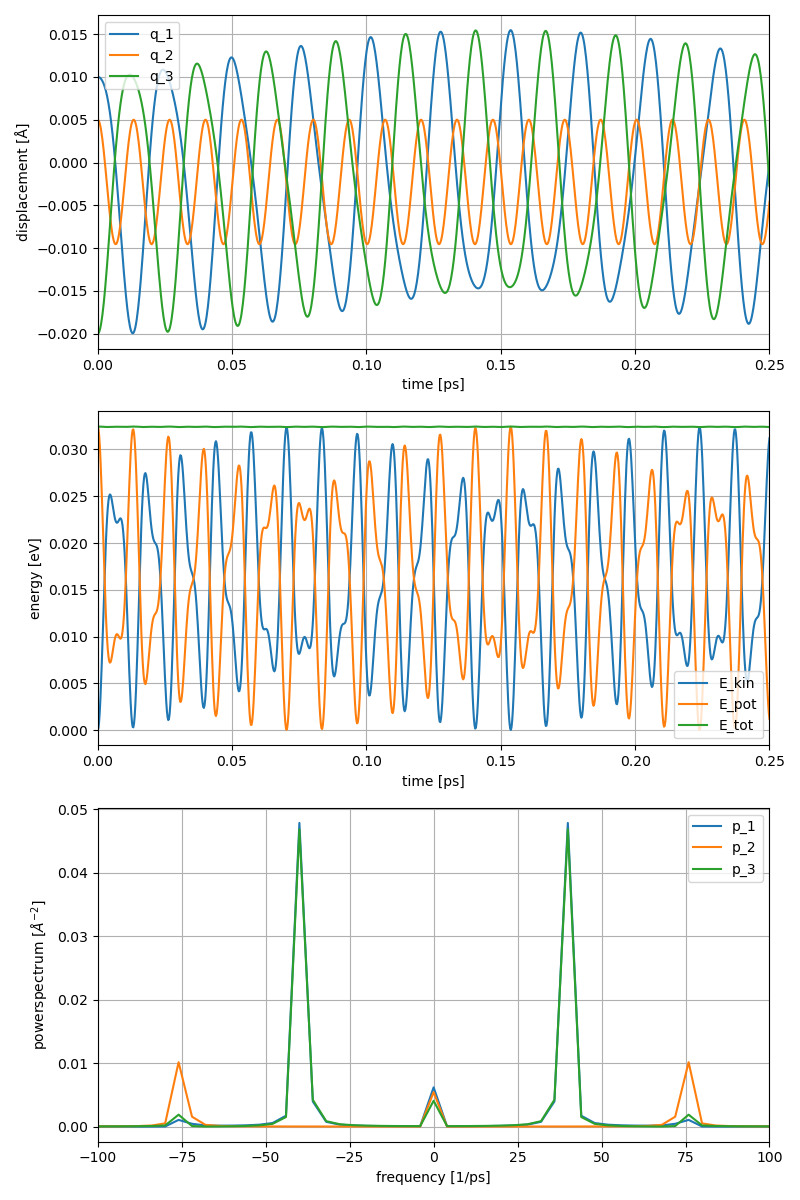 displacement [Å]
0.015
0.010
0.005
0.000
−0.005
−0.010
−0.015
−0.020
q_1
q_2
q_3
0.00 0.05 0.10 0.15 0.20 0.25
time [ps]
energy [eV]
0.030
0.025
0.020
0.015
0.010
0.005
0.000
E_kin
E_pot
E_tot
0.00 0.05 0.10 0.15 0.20 0.25
time [ps]
powerspectrum [Å⁻²]
0.05
0.04
0.03
0.02
0.01
0.00
p_1
p_2
p_3
−100 −75 −50 −25 0 25 50 75 100
frequency [1/ps]